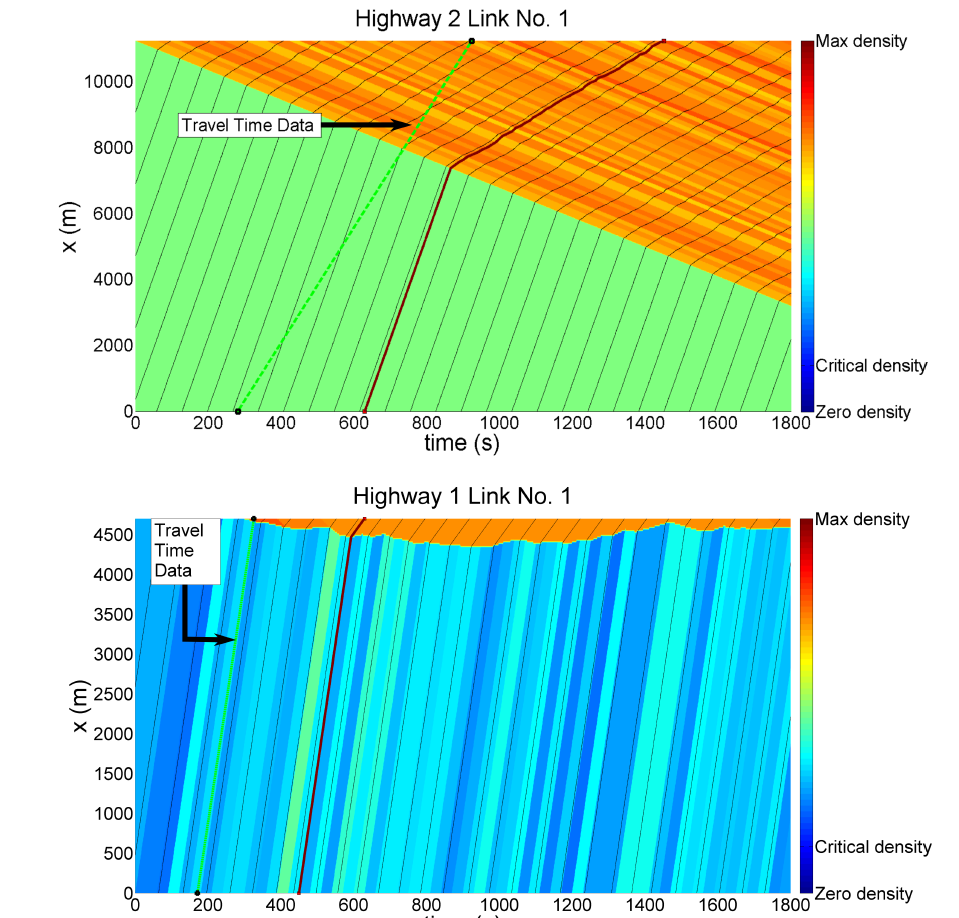 Highway 2 Link No. 1
Max density
10000
Travel Time Data
8000
6000
x (m)
4000
2000
Critical density
0
Zero density
0 200 400 600 800 1000 1200 1400 1600 1800
time (s)
Highway 1 Link No. 1
Max density
4500
Travel
Time
Data
4000
3500
3000
2500
x (m)
2000
1500
1000
Critical density
500
0
Zero density
0 200 400 600 800 1000 1200 1400 1600 1800
time (s)